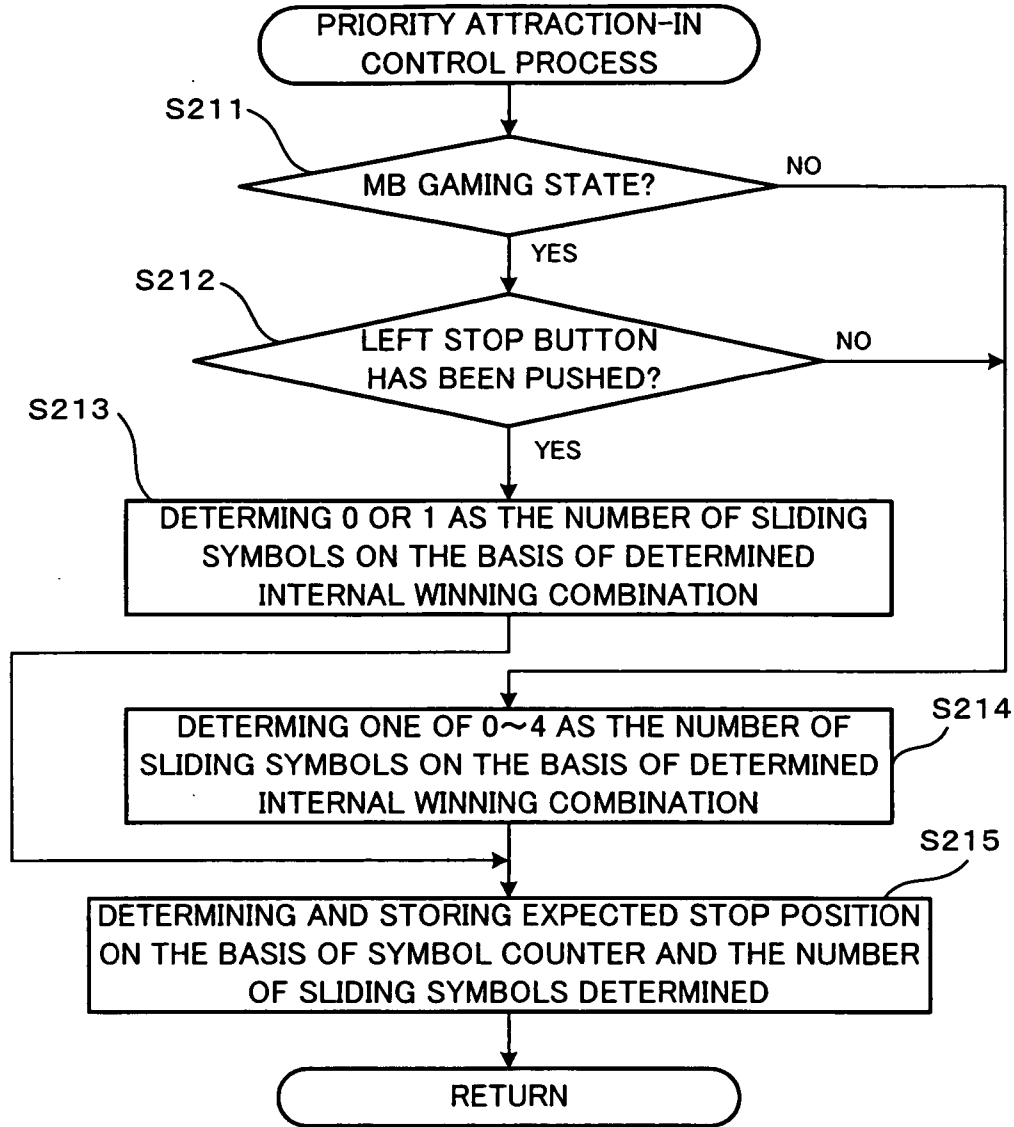 PRIORITY ATTRACTION-IN
CONTROL PROCESS
S211
MB GAMING STATE?
NO
YES
S212
LEFT STOP BUTTON
HAS BEEN PUSHED?
NO
YES
S213
DETERMING 0 OR 1 AS THE NUMBER OF SLIDING
SYMBOLS ON THE BASIS OF DETERMINED
INTERNAL WINNING COMBINATION
S214
DETERMING ONE OF 0~4 AS THE NUMBER OF
SLIDING SYMBOLS ON THE BASIS OF DETERMINED
INTERNAL WINNING COMBINATION
S215
DETERMINING AND STORING EXPECTED STOP POSITION
ON THE BASIS OF SYMBOL COUNTER AND THE NUMBER
OF SLIDING SYMBOLS DETERMINED
RETURN